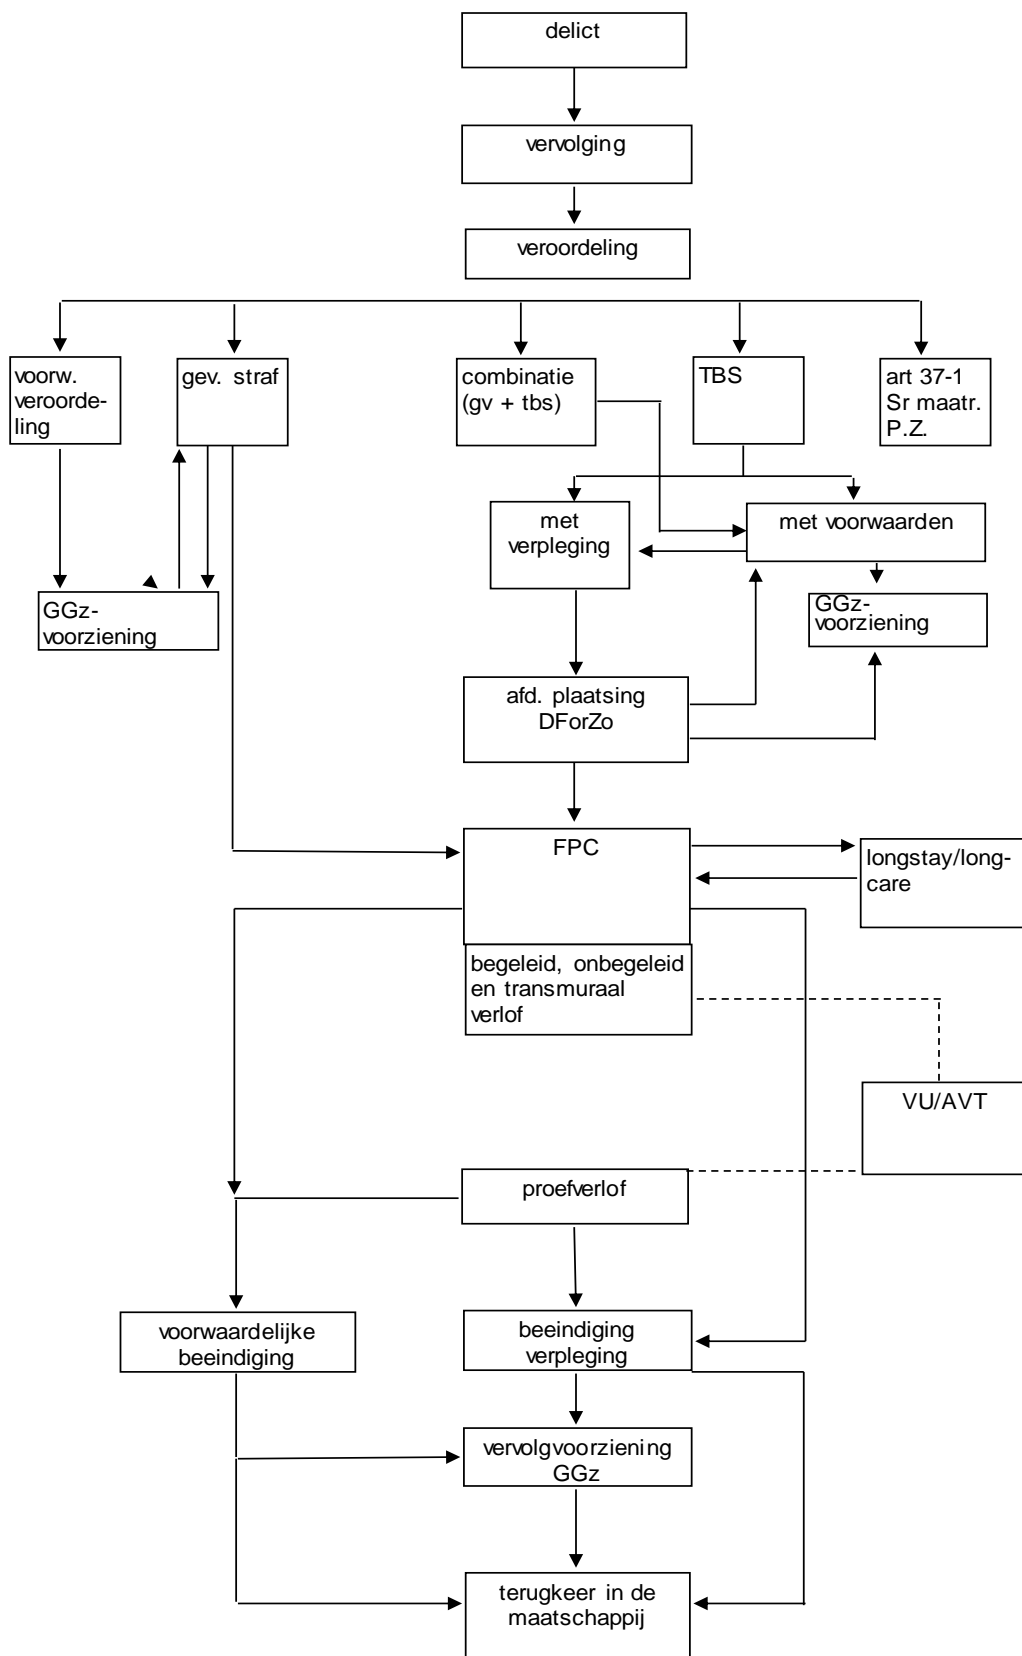 delict
vervolging
veroordeling
voorw.
veroorde-
ling
gev. straf
combinatie
(gv + tbs)
TBS
art 37-1
Sr maatr.
P.Z.
met
verpleging
met voorwaarden
GGz-
voorziening
GGz-
voorziening
afd. plaatsing
DForZo
FPC
longstay/long-
care
begeleid, onbegeleid
en transmuraal
verlof
VU/AVT
proefverlof
voorwaardelijke
beeindiging
beeindiging
verpleging
vervolgvoorziening
GGz
terugkeer in de
maatschappij